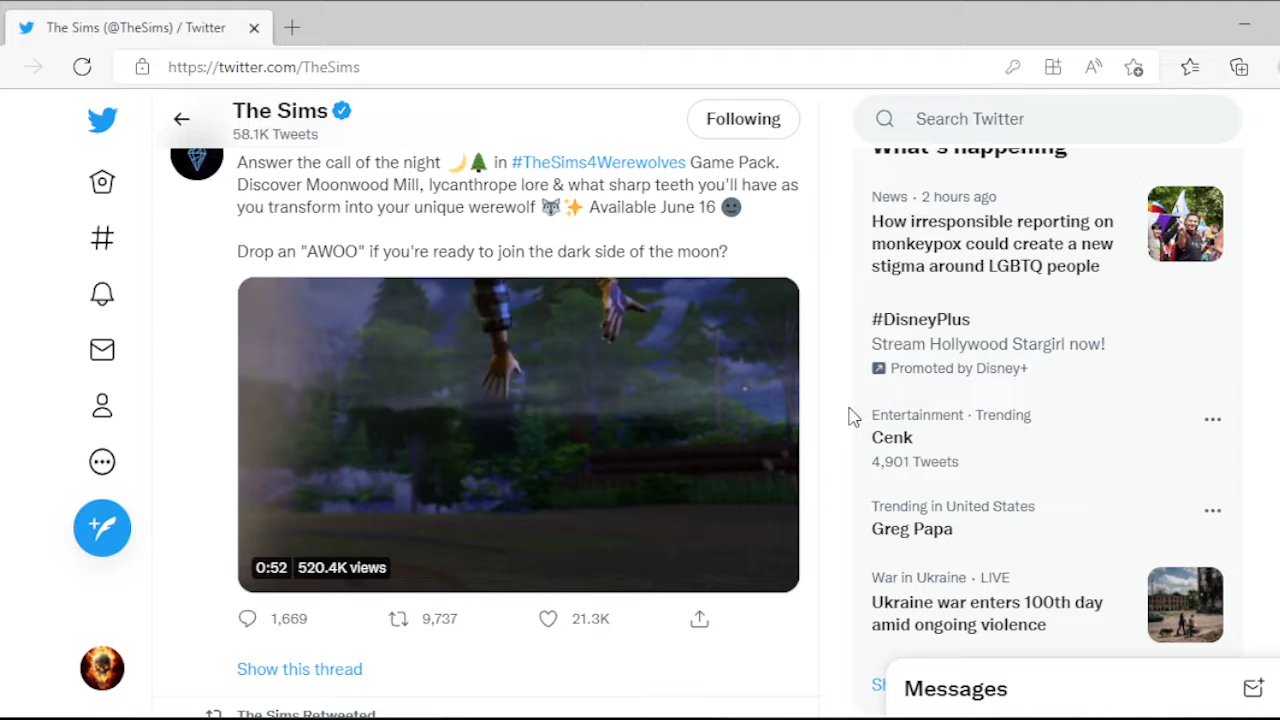 The Sims (@TheSims) / Twitter
https://twitter.com/TheSims
The Sims
58.1K Tweets
Following
Answer the call of the night 🌙🌲 in #TheSims4Werewolves Game Pack.
Discover Moonwood Mill, lycanthrope lore & what sharp teeth you'll have as
you transform into your unique werewolf 🐺✨ Available June 16 🌚
Drop an "AWOO" if you're ready to join the dark side of the moon?
0:52 520.4K views
1,669 9,737 21.3K
Show this thread
The Sims Retweeted
Search Twitter
What's happening
News · 2 hours ago
How irresponsible reporting on
monkeypox could create a new
stigma around LGBTQ people
#DisneyPlus
Stream Hollywood Stargirl now!
Promoted by Disney+
Entertainment · Trending
Cenk
4,901 Tweets
Trending in United States
Greg Papa
War in Ukraine · LIVE
Ukraine war enters 100th day
amid ongoing violence
Messages